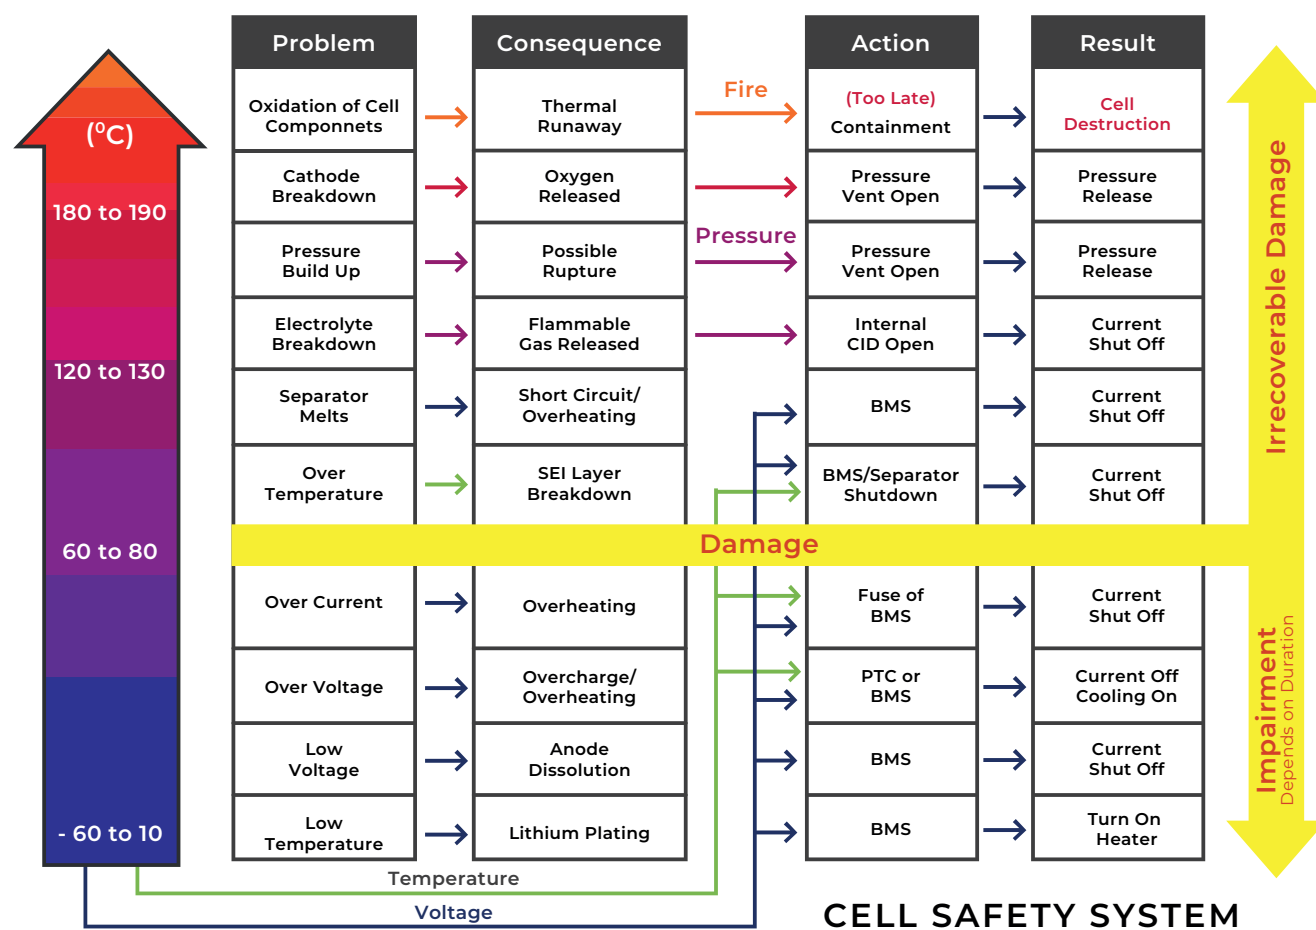 Problem
Consequence
Action
Result
(⁰C)
180 to 190
120 to 130
60 to 80
- 60 to 10
Oxidation of Cell
Componnets
Thermal
Runaway
Fire
(Too Late)
Containment
Cell
Destruction
Cathode
Breakdown
Oxygen
Released
Pressure
Vent Open
Pressure
Release
Pressure
Build Up
Possible
Rupture
Pressure
Pressure
Vent Open
Pressure
Release
Electrolyte
Breakdown
Flammable
Gas Released
Internal
CID Open
Current
Shut Off
Separator
Melts
Short Circuit/
Overheating
BMS
Current
Shut Off
Over
Temperature
SEI Layer
Breakdown
BMS/Separator
Shutdown
Current
Shut Off
Damage
Over Current
Overheating
Fuse of
BMS
Current
Shut Off
Over Voltage
Overcharge/
Overheating
PTC or
BMS
Current Off
Cooling On
Low
Voltage
Anode
Dissolution
BMS
Current
Shut Off
Low
Temperature
Lithium Plating
BMS
Turn On
Heater
Irrecoverable Damage
Impairment
Depends on Duration
Temperature
Voltage
CELL SAFETY SYSTEM